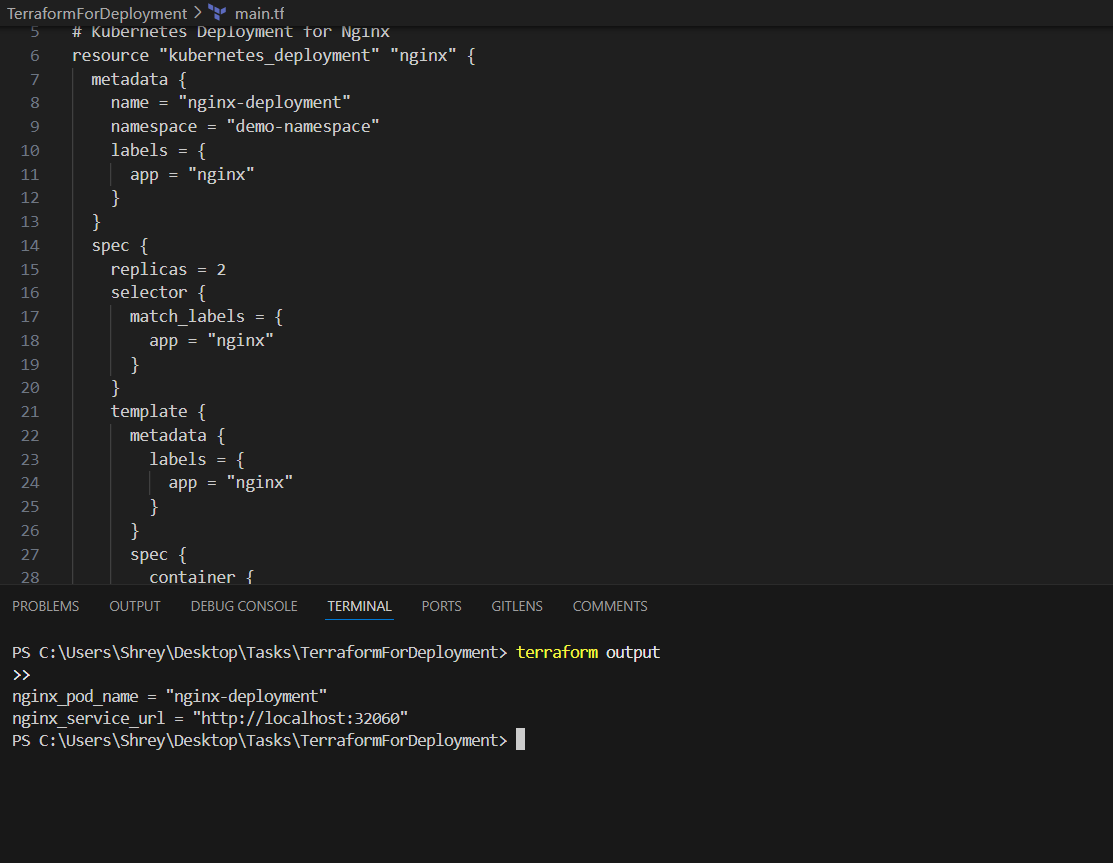 TerraformForDeployment > main.tf
5 # Kubernetes Deployment for Nginx
6 resource "kubernetes_deployment" "nginx" {
7   metadata {
8     name = "nginx-deployment"
9     namespace = "demo-namespace"
10     labels = {
11       app = "nginx"
12     }
13   }
14   spec {
15     replicas = 2
16     selector {
17       match_labels = {
18         app = "nginx"
19       }
20     }
21     template {
22       metadata {
23         labels = {
24           app = "nginx"
25         }
26       }
27       spec {
28         container {
PROBLEMS OUTPUT DEBUG CONSOLE TERMINAL PORTS GITLENS COMMENTS
PS C:\Users\Shrey\Desktop\Tasks\TerraformForDeployment> terraform output
>>
nginx_pod_name = "nginx-deployment"
nginx_service_url = "http://localhost:32060"
PS C:\Users\Shrey\Desktop\Tasks\TerraformForDeployment>